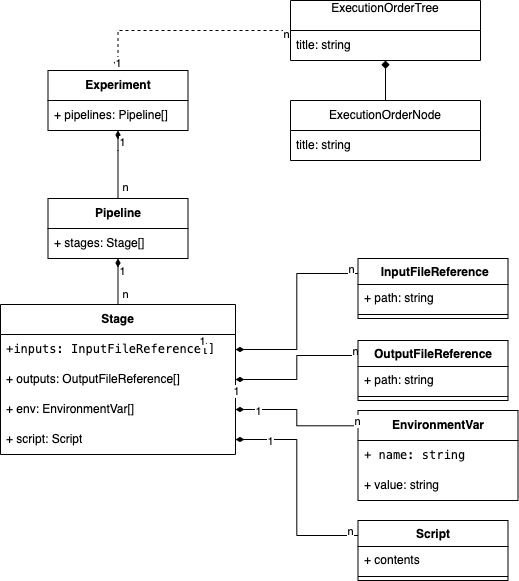 ExecutionOrderTree
title: string
n
1
Experiment
+ pipelines: Pipeline[]
1
n
ExecutionOrderNode
title: string
Pipeline
+ stages: Stage[]
1
n
Stage
+inputs: InputFileReference[]
1
+ outputs: OutputFileReference[]
1
+ env: EnvironmentVar[]
1
+ script: Script
1
n
InputFileReference
+ path: string
n
OutputFileReference
+ path: string
n
EnvironmentVar
+ name: string
+ value: string
n
Script
+ contents